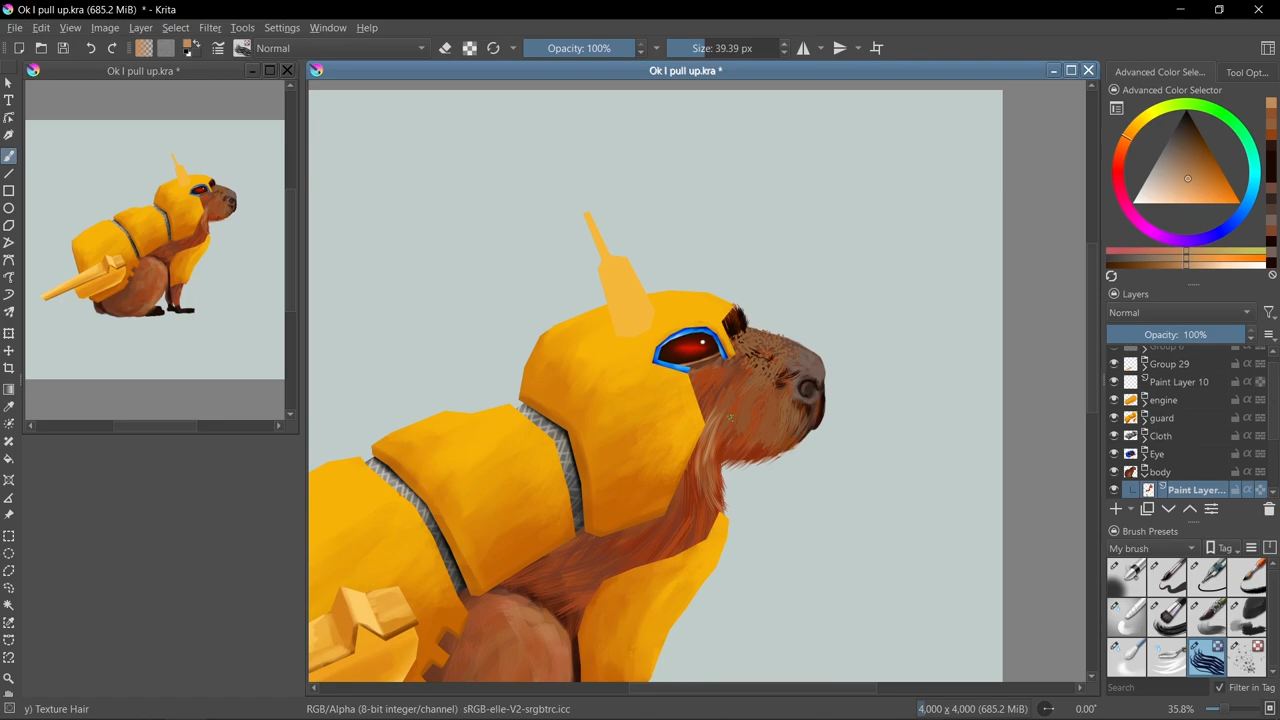 Ok I pull up.kra (685.2 MiB) * - Krita
File Edit View Image Layer Select Filter Tools Settings Window Help
Normal Opacity: 100% Size: 39.39 px
Ok I pull up.kra *
Ok I pull up.kra *
Advanced Color Sele... Tool Opt...
Advanced Color Selector
Layers
Normal
Opacity: 100%
Group 29
Paint Layer 10
engine
guard
Cloth
Eye
body
Paint Layer...
Brush Presets
My brush Tag
Search Filter in Tag
y) Texture Hair RGB/Alpha (8-bit integer/channel) sRGB-elle-V2-srgbtrc.icc 4,000 x 4,000 (685.2 MiB) 0.00° 35.8%